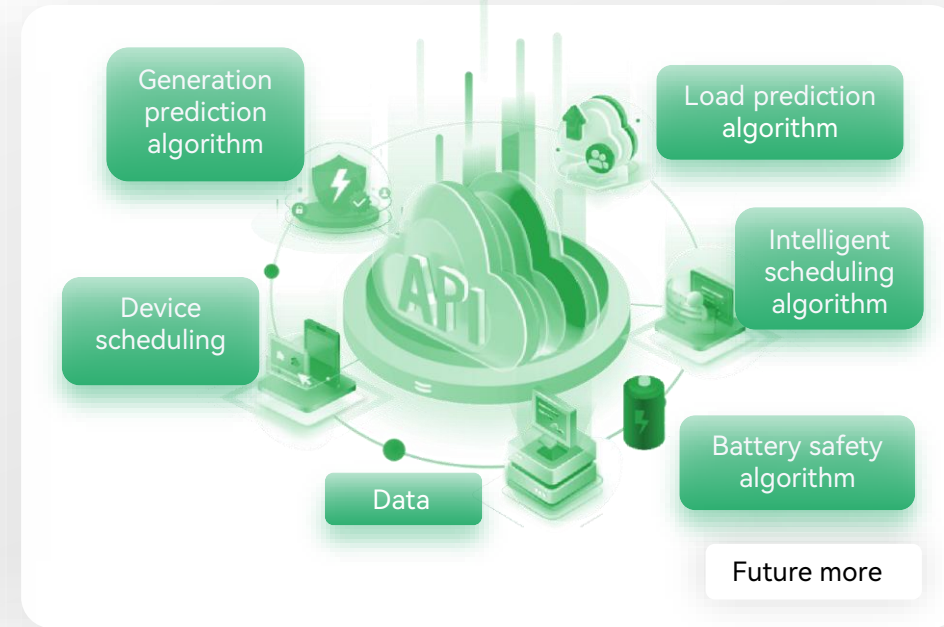 Generation
prediction
algorithm
Load prediction
algorithm
Intelligent
scheduling
algorithm
API
Device
scheduling
Battery safety
algorithm
Data
Future more